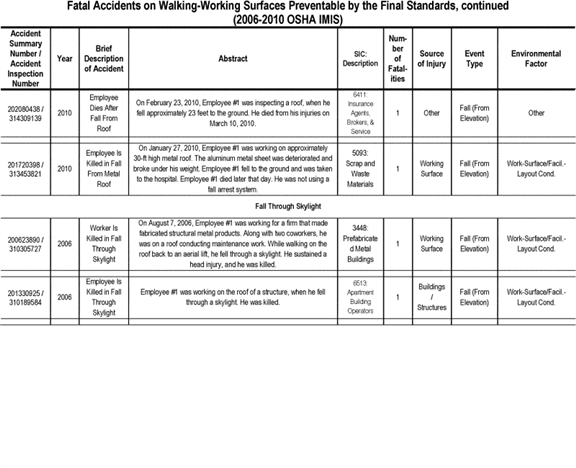 Fatal Accidents on Walking-Working Surfaces Preventable by the Final Standards, continued
(2006-2010 OSHA IMIS)
Accident Summary Number / Accident Inspection Number | Year | Brief Description of Accident | Abstract | SIC: Description | Num-ber of Fatal-ities | Source of Injury | Event Type | Environmental Factor
202080438 / 314309139 | 2010 | Employee Dies After Fall From Roof | On February 23, 2010, Employee #1 was inspecting a roof, when he fell approximately 23 feet to the ground. He died from his injuries on March 10, 2010. | 6411: Insurance Agents, Brokers, & Service | 1 | Other | Fall (From Elevation) | Other
201720398 / 313453821 | 2010 | Employee Is Killed in Fall From Metal Roof | On January 27, 2010, Employee #1 was working on approximately 30-ft high metal roof. The aluminum metal sheet was deteriorated and broke under his weight. Employee #1 fell to the ground and was taken to the hospital. Employee #1 died later that day. He was not using a fall arrest system. | 5093: Scrap and Waste Materials | 1 | Working Surface | Fall (From Elevation) | Work-Surface/Facil.-Layout Cond.
Fall Through Skylight
200623890 / 310305727 | 2006 | Worker Is Killed in Fall Through Skylight | On August 7, 2006, Employee #1 was working for a firm that made fabricated structural metal products. Along with two coworkers, he was on a roof conducting maintenance work. While walking on the roof back to an aerial lift, he fell through a skylight. He sustained a head injury, and he was killed. | 3448: Prefabricate d Metal Buildings | 1 | Working Surface | Fall (From Elevation) | Work-Surface/Facil.-Layout Cond.
201330925 / 310189584 | 2006 | Employee Is Killed in Fall Through Skylight | Employee #1 was working on the roof of a structure, when he fell through a skylight. He was killed. | 6513: Apartment Building Operators | 1 | Buildings / Structures | Fall (From Elevation) | Work-Surface/Facil.-Layout Cond.